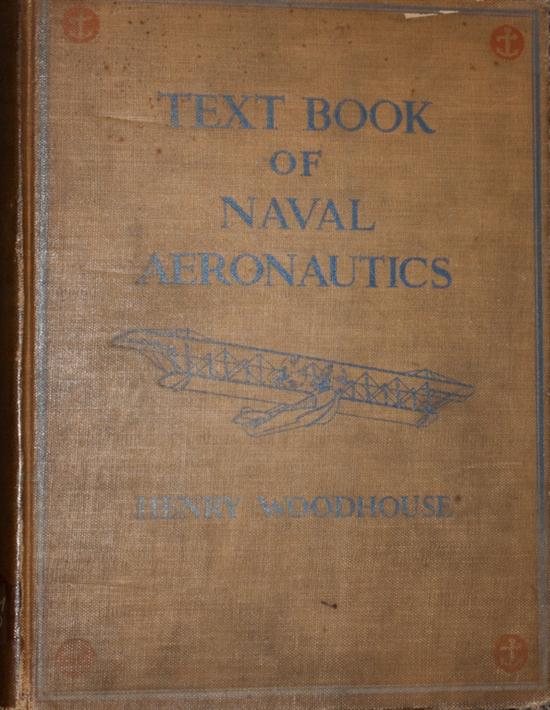 TEXT BOOK
OF
NAVAL
AERONAUTICS
HENRY WOODHOUSE